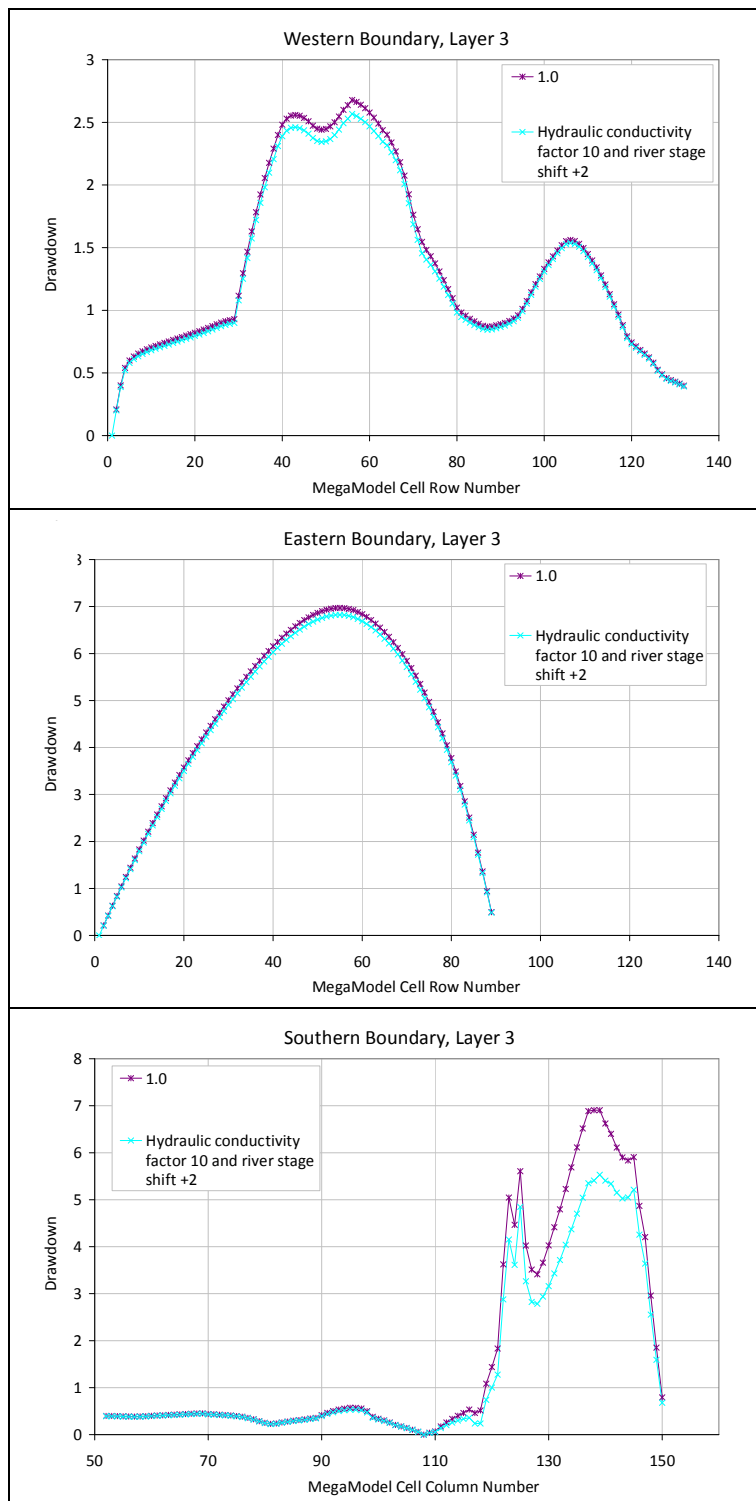 Western Boundary, Layer 3
3
2.5
2
1.5
1
0.5
0
Drawdown
1.0
Hydraulic conductivity
factor 10 and river stage
shift +2
0 20 40 60 80 100 120 140
MegaModel Cell Row Number
Eastern Boundary, Layer 3
8
7
6
5
4
3
2
1
0
Drawdown
1.0
Hydraulic conductivity
factor 10 and river stage
shift +2
0 20 40 60 80 100 120 140
MegaModel Cell Row Number
Southern Boundary, Layer 3
8
7
6
5
4
3
2
1
0
Drawdown
1.0
Hydraulic conductivity
factor 10 and river stage
shift +2
50 70 90 110 130 150
MegaModel Cell Column Number